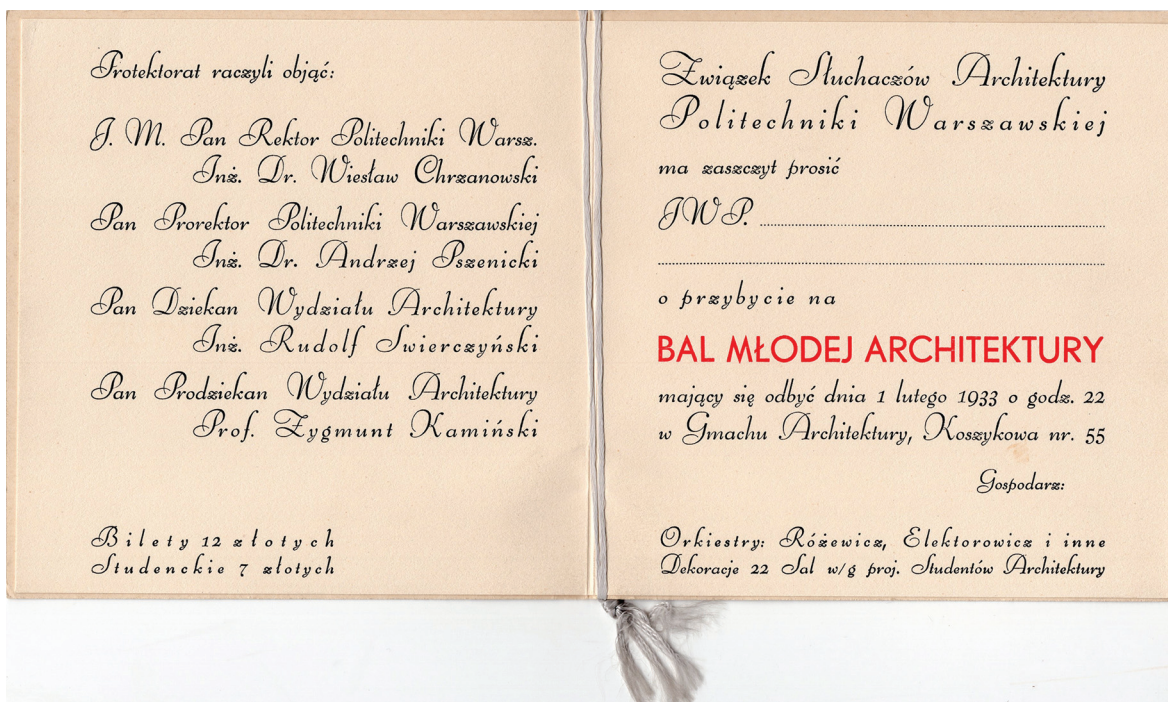 Protektorat raczyli objąć:
J. M. Pan Rektor Politechniki Warsz.
Inż. Dr. Wiesław Chrzanowski
Pan Prorektor Politechniki Warszawskiej
Inż. Dr. Andrzej Pszenicki
Pan Dziekan Wydziału Architektury
Inż. Rudolf Swierczyński
Pan Prodziekan Wydziału Architektury
Prof. Zygmunt Kamiński
Bilety 12 złotych
Studenckie 7 złotych
Związek Słuchaczów Architektury
Politechniki Warszawskiej
ma zaszczyt prosić
JWP.
o przybycie na
BAL MŁODEJ ARCHITEKTURY
mający się odbyć dnia 1 lutego 1933 o godz. 22
w Gmachu Architektury, Koszykowa nr. 55
Gospodarz:
Orkiestry: Różewicz, Elektorowicz i inne
Dekoracje 22 Sal w/g proj. Studentów Architektury